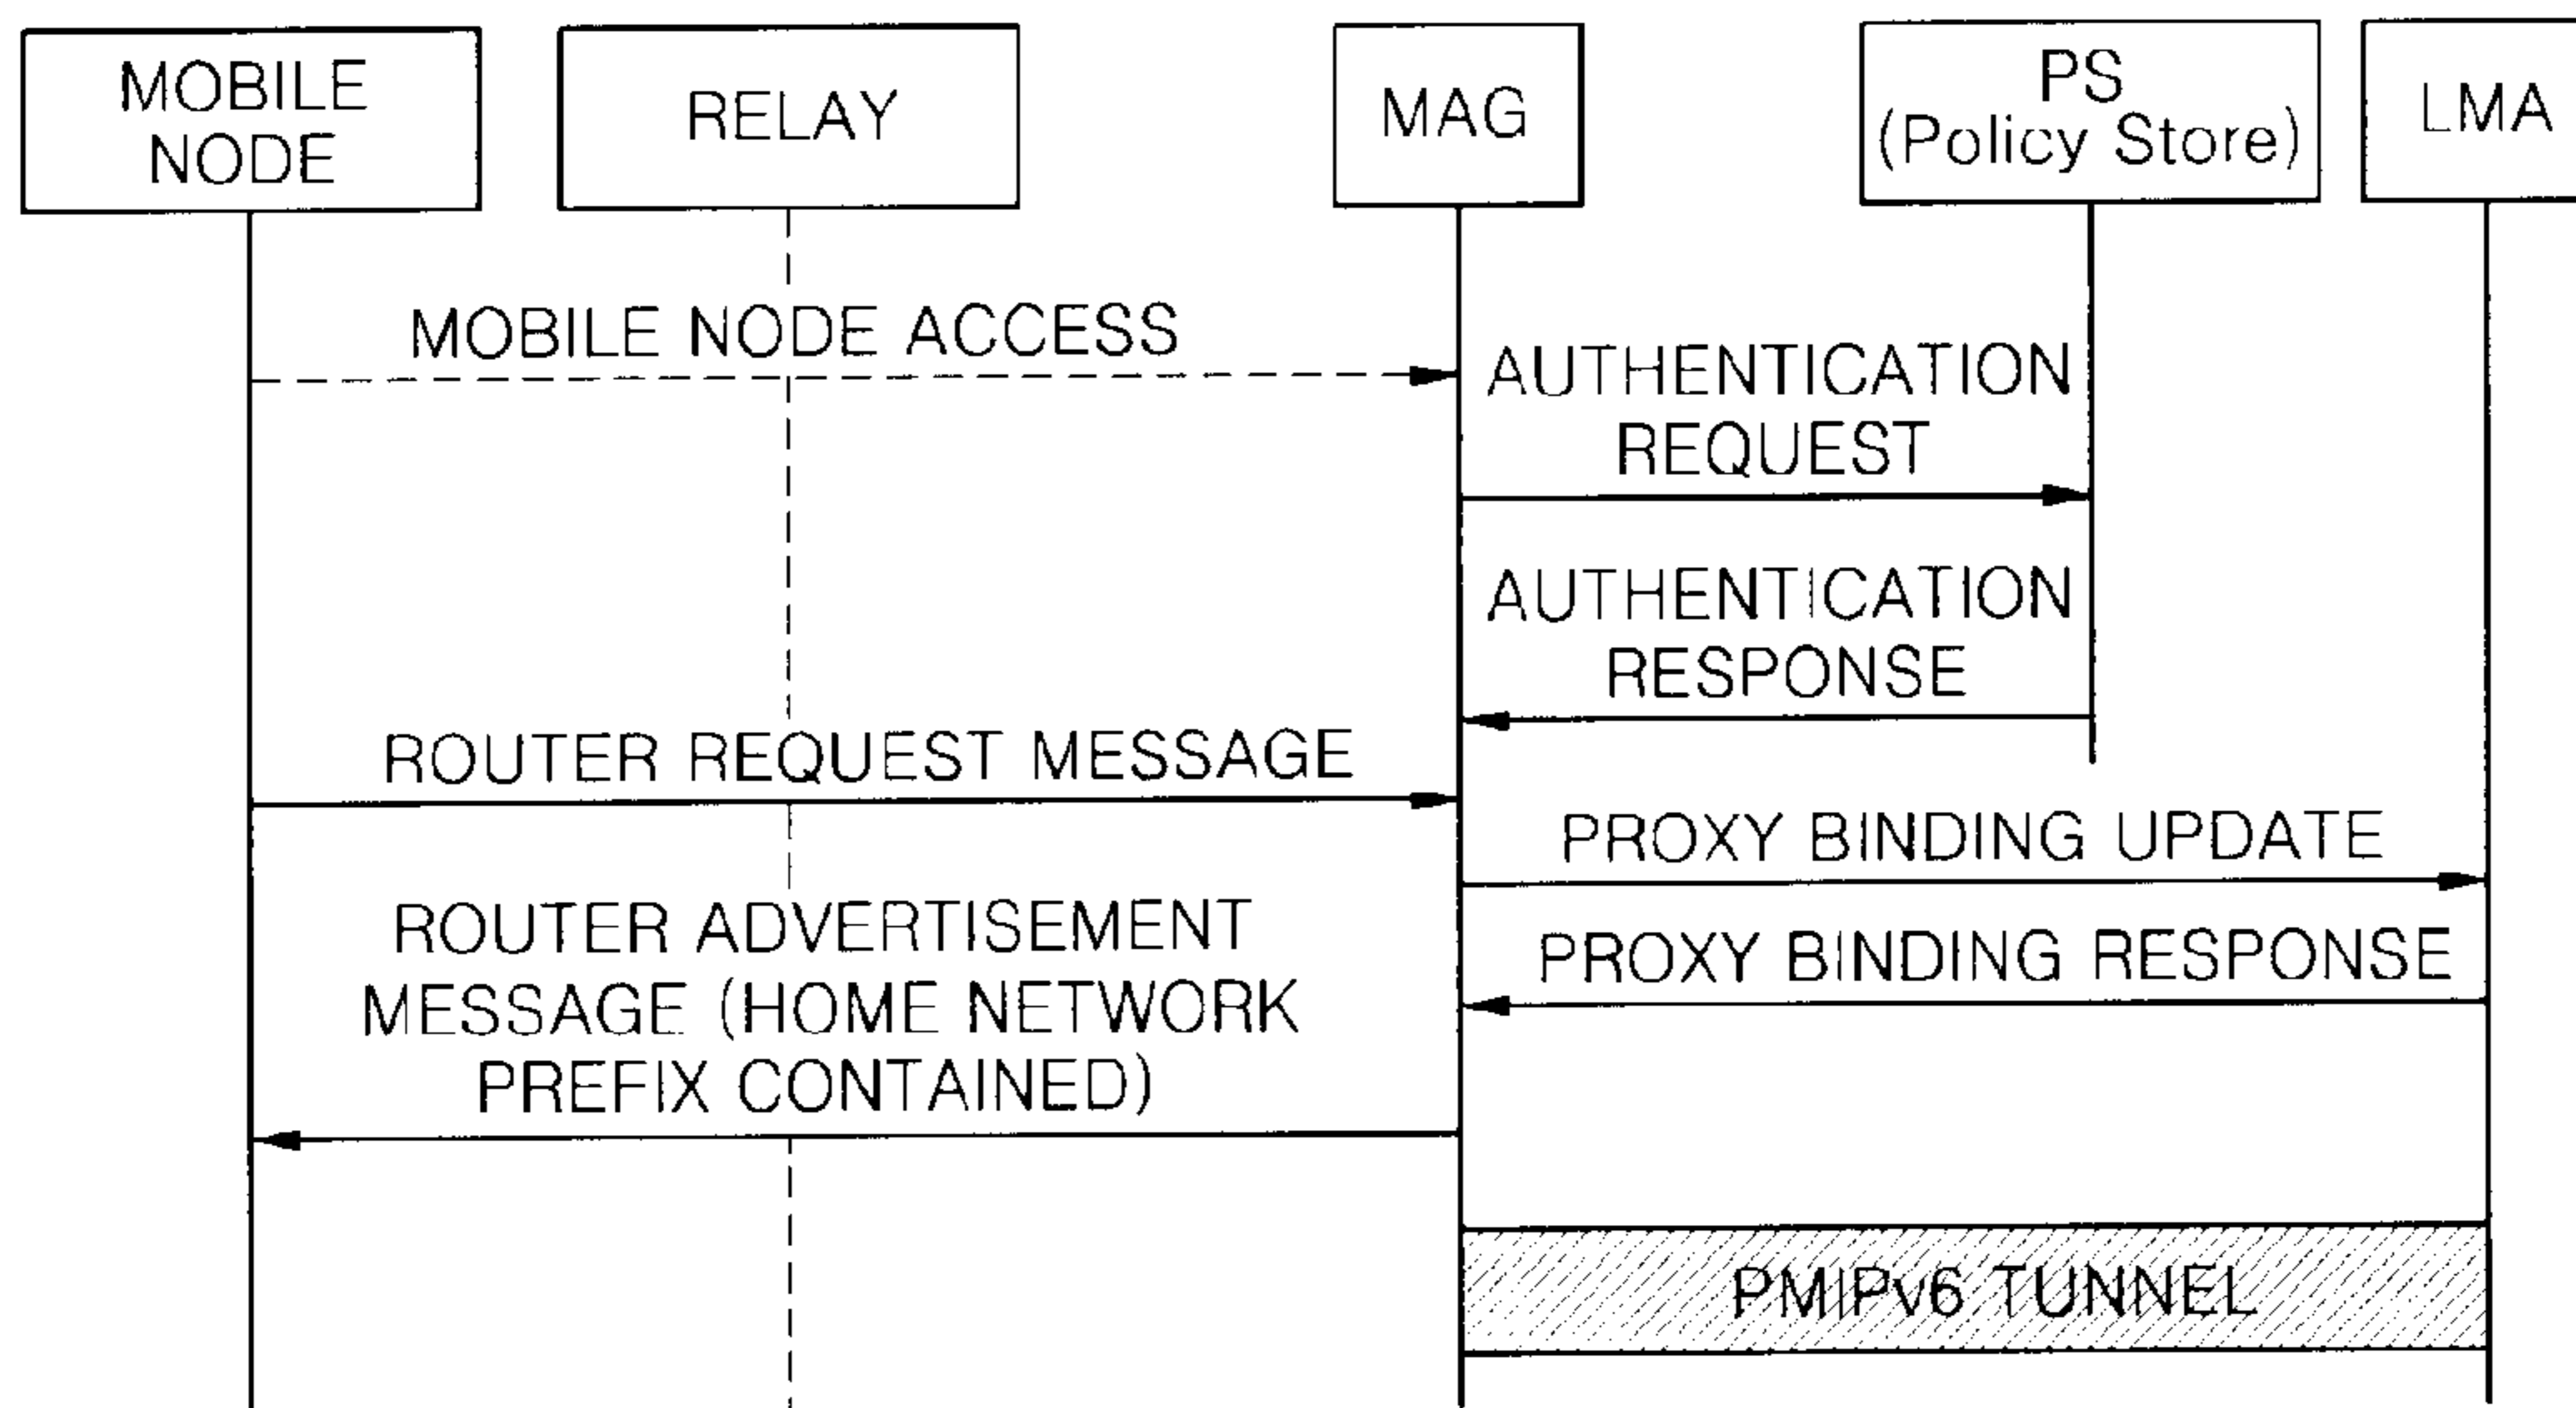 MOBILE
NODE
RELAY
MAG
PS
(Policy Store)
LMA
MOBILE NODE ACCESS
AUTHENTICATION
REQUEST
AUTHENTICATION
RESPONSE
ROUTER REQUEST MESSAGE
PROXY BINDING UPDATE
ROUTER ADVERTISEMENT
MESSAGE (HOME NETWORK
PREFIX CONTAINED)
PROXY BINDING RESPONSE
PMIPv6 TUNNEL